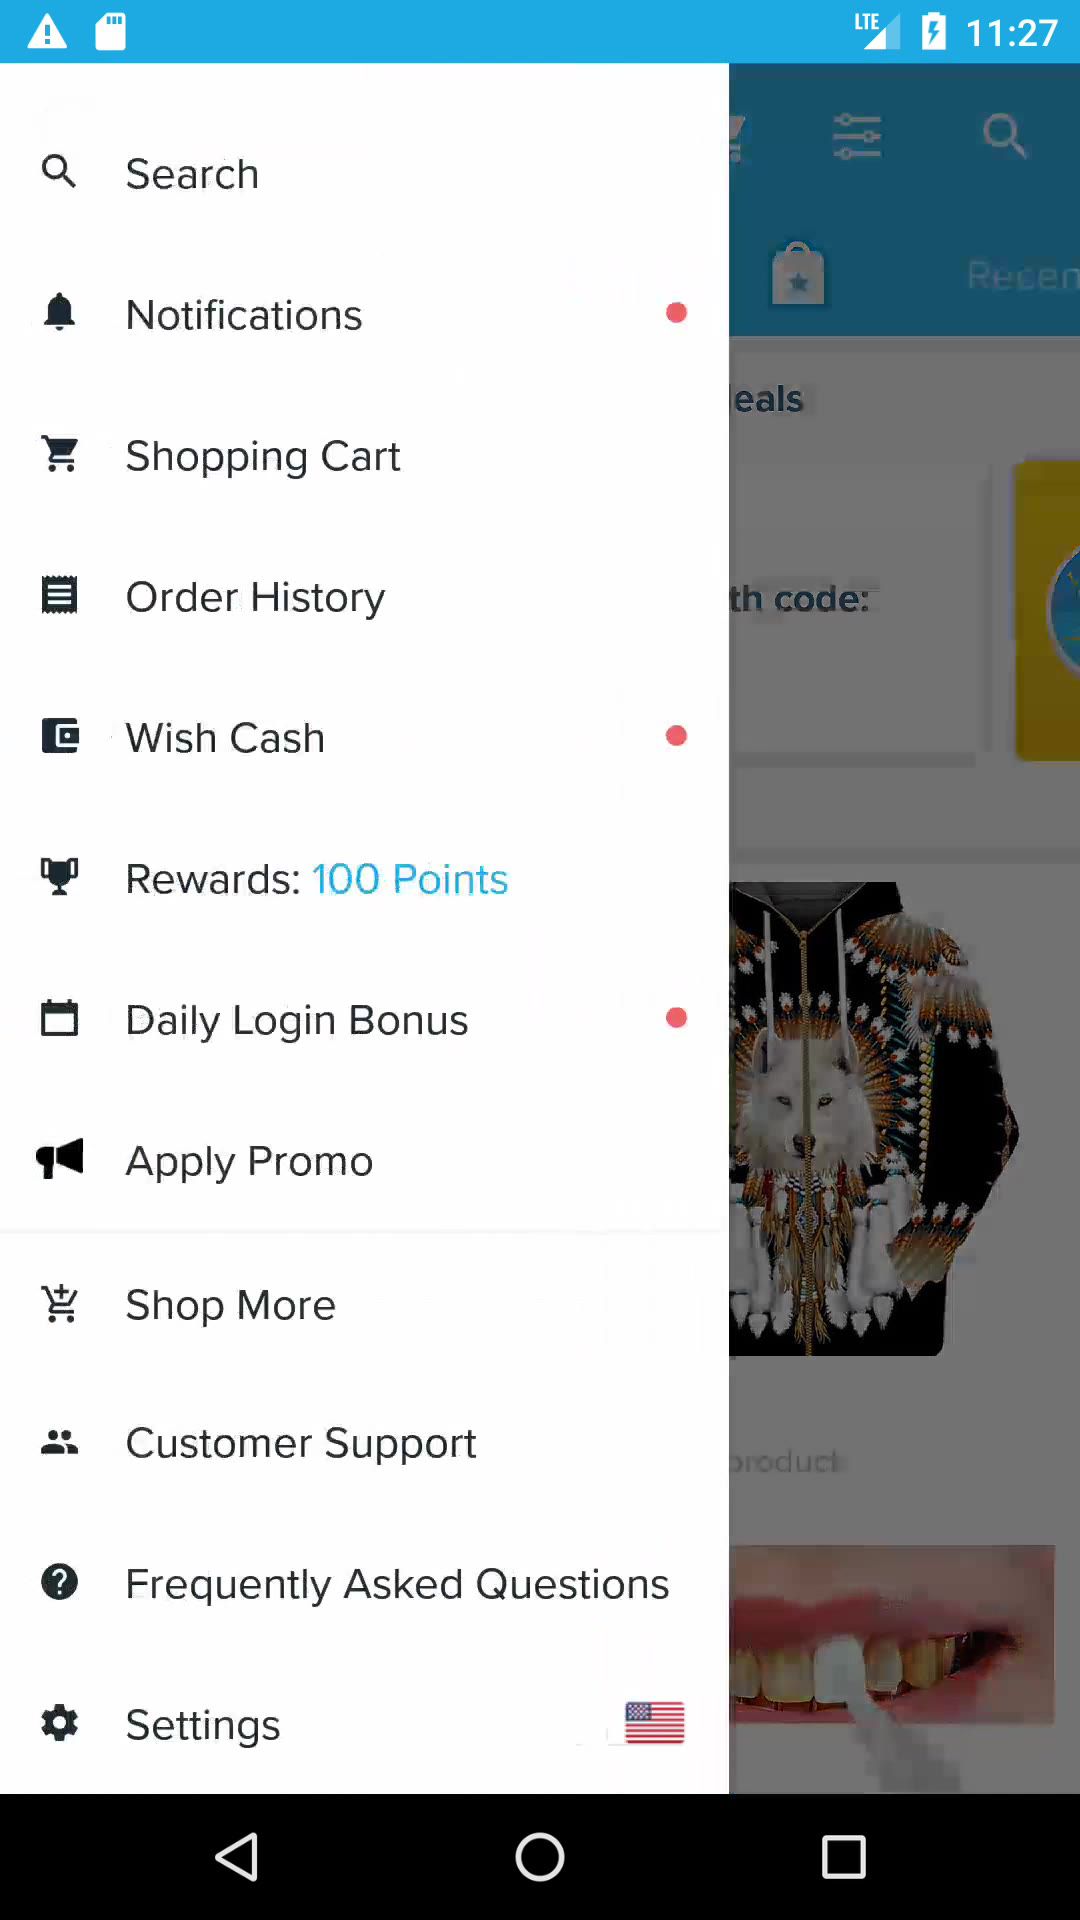 LTE 11:27
Search
Notifications
Shopping Cart
Order History
Wish Cash
Rewards: 100 Points
Daily Login Bonus
Apply Promo
Shop More
Customer Support
Frequently Asked Questions
Settings
Recen
eals
th code:
product